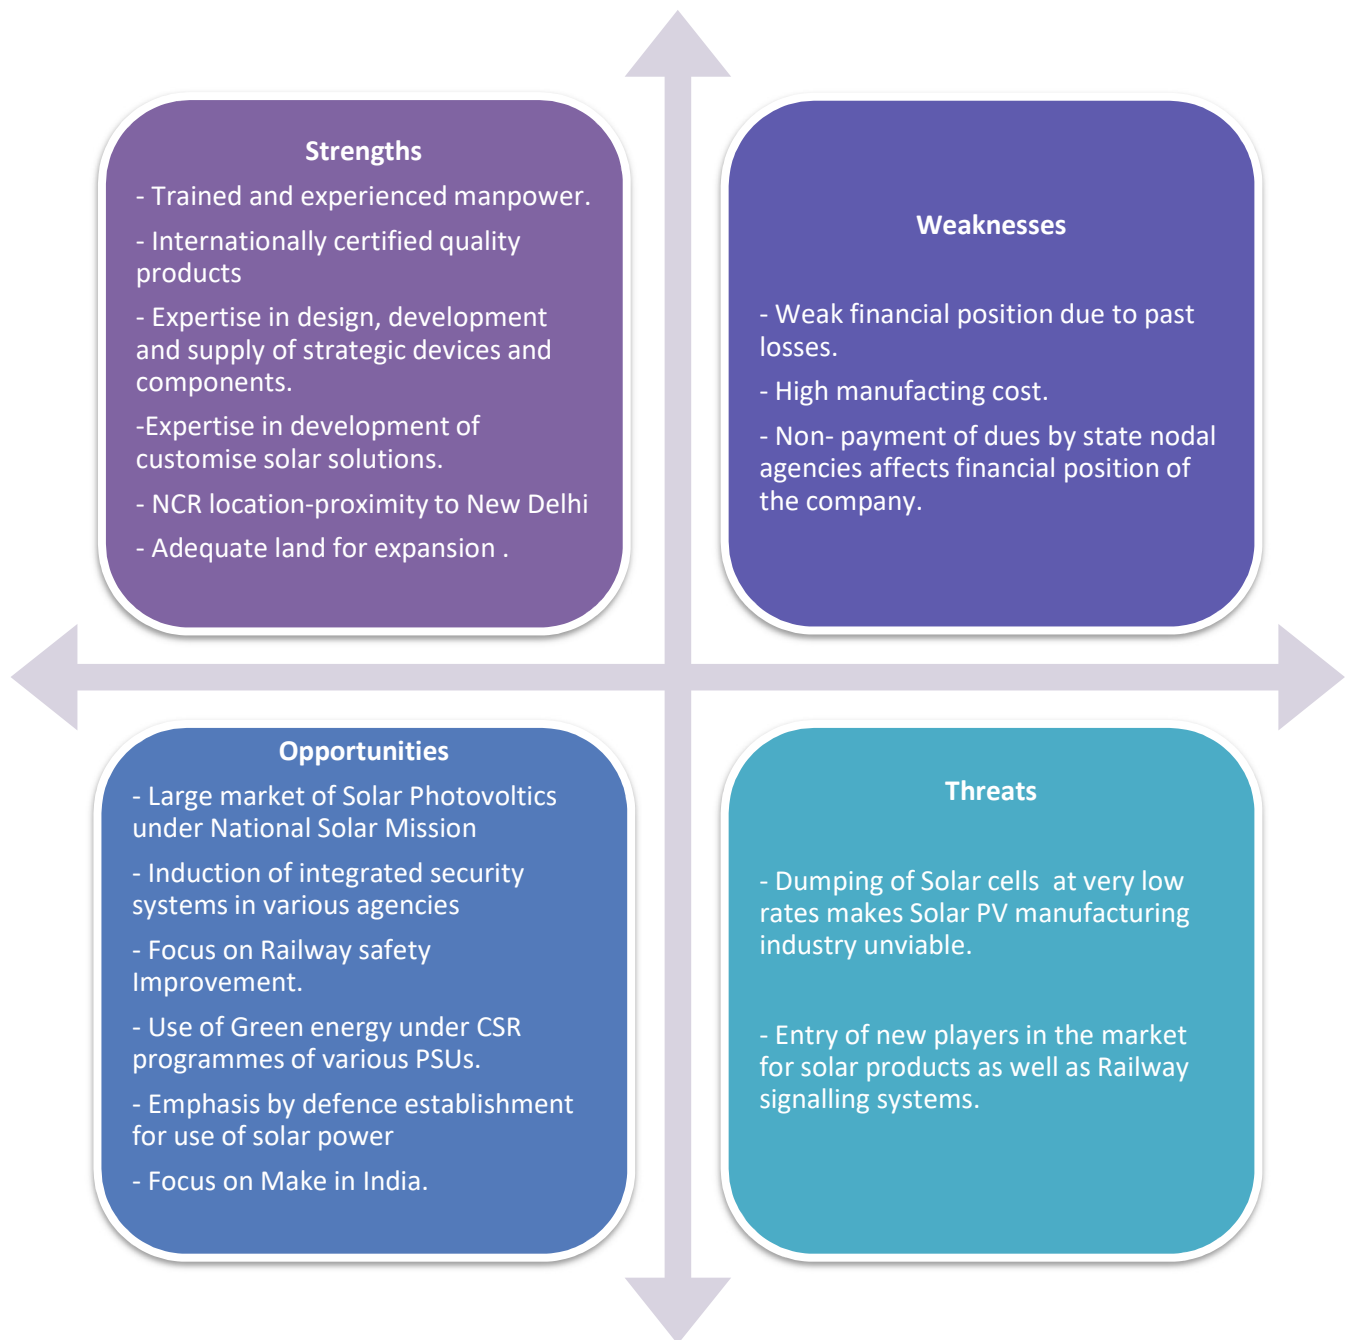 Strengths
- Trained and experienced manpower.
- Internationally certified quality
products
- Expertise in design, development
and supply of strategic devices and
components.
-Expertise in development of
customise solar solutions.
- NCR location-proximity to New Delhi
- Adequate land for expansion .
Weaknesses
- Weak financial position due to past
losses.
- High manufacting cost.
- Non- payment of dues by state nodal
agencies affects financial position of
the company.
Opportunities
- Large market of Solar Photovoltics
under National Solar Mission
- Induction of integrated security
systems in various agencies
- Focus on Railway safety
Improvement.
- Use of Green energy under CSR
programmes of various PSUs.
- Emphasis by defence establishment
for use of solar power
- Focus on Make in India.
Threats
- Dumping of Solar cells  at very low
rates makes Solar PV manufacturing
industry unviable.
- Entry of new players in the market
for solar products as well as Railway
signalling systems.